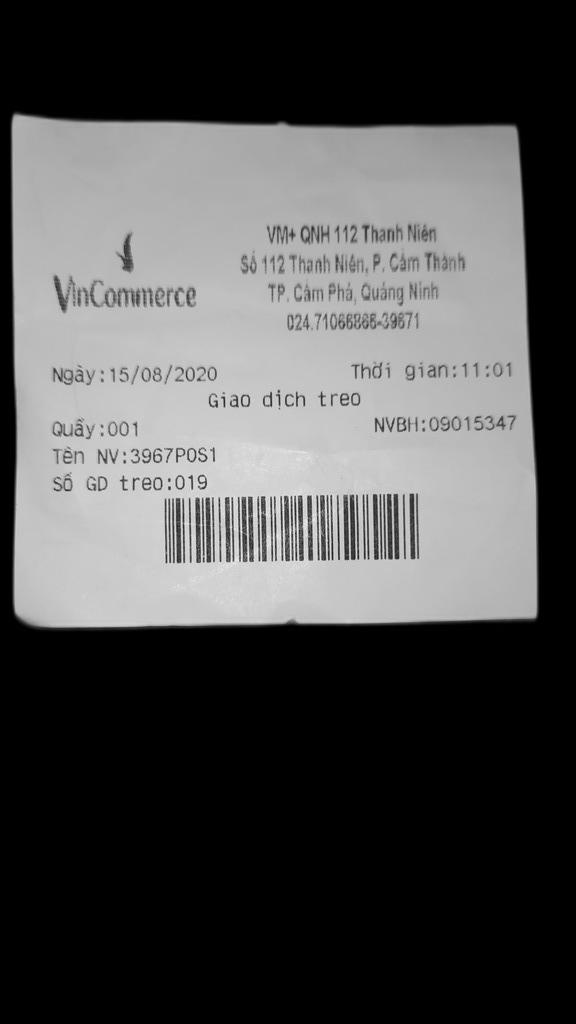 VinCommerce
VM+ QNH 112 Thanh Niên
Số 112 Thanh Niên, P. Cẩm Thành
TP. Cẩm Phả, Quảng Ninh
024.71066866-39671
Ngày:15/08/2020 Thời gian:11:01
Giao dịch treo
Quầy:001 NVBH:09015347
Tên NV:3967POS1
Số GD treo:019